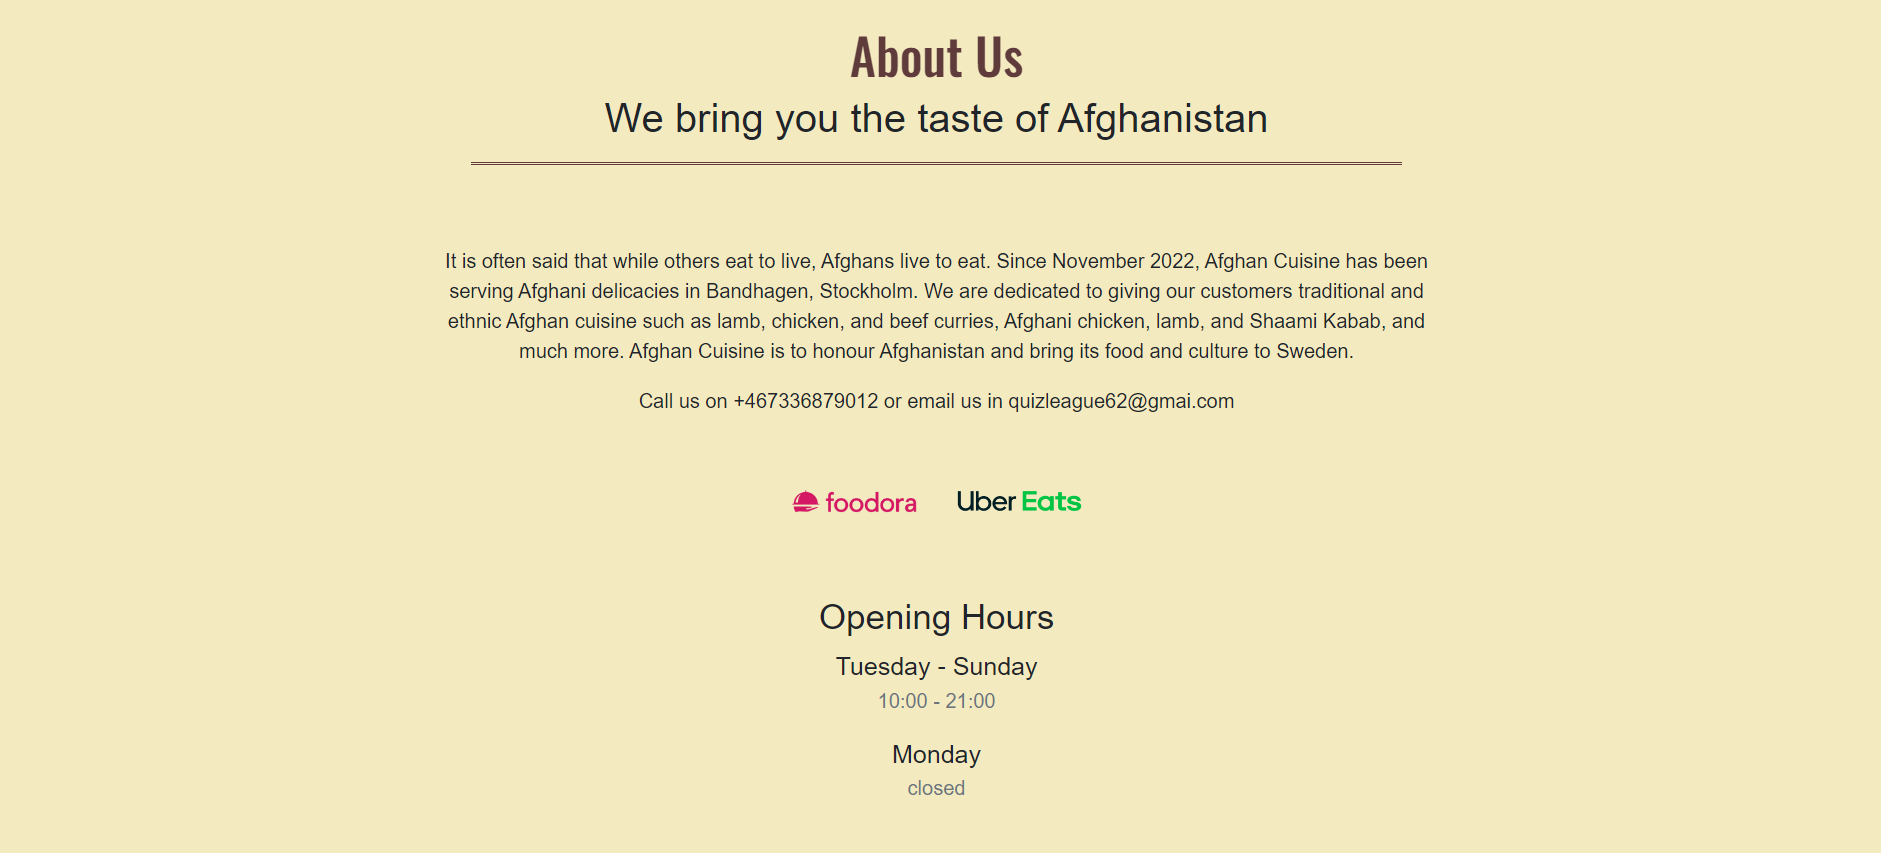 About Us
We bring you the taste of Afghanistan
It is often said that while others eat to live, Afghans live to eat. Since November 2022, Afghan Cuisine has been
serving Afghani delicacies in Bandhagen, Stockholm. We are dedicated to giving our customers traditional and
ethnic Afghan cuisine such as lamb, chicken, and beef curries, Afghani chicken, lamb, and Shaami Kabab, and
much more. Afghan Cuisine is to honour Afghanistan and bring its food and culture to Sweden.
Call us on +467336879012 or email us in quizleague62@gmai.com
foodora Uber Eats
Opening Hours
Tuesday - Sunday
10:00 - 21:00
Monday
closed